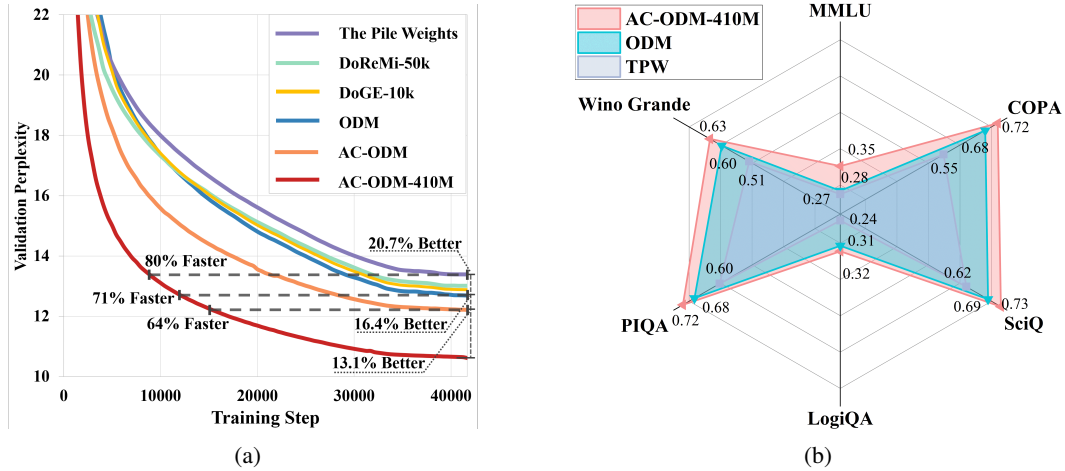 22
20
18
16
14
12
10
Validation Perplexity
0
10000
20000
30000
40000
Training Step
The Pile Weights
DoReMi-50k
DoGE-10k
ODM
AC-ODM
AC-ODM-410M
20.7% Better
80% Faster
71% Faster
64% Faster
16.4% Better
13.1% Better
(a)
AC-ODM-410M
ODM
TPW
MMLU
Wino Grande
COPA
0.63
0.60
0.51
0.35
0.28
0.27
0.72
0.68
0.55
0.24
0.31
0.32
0.60
0.68
0.72
0.62
0.69
0.73
PIQA
SciQ
LogiQA
(b)